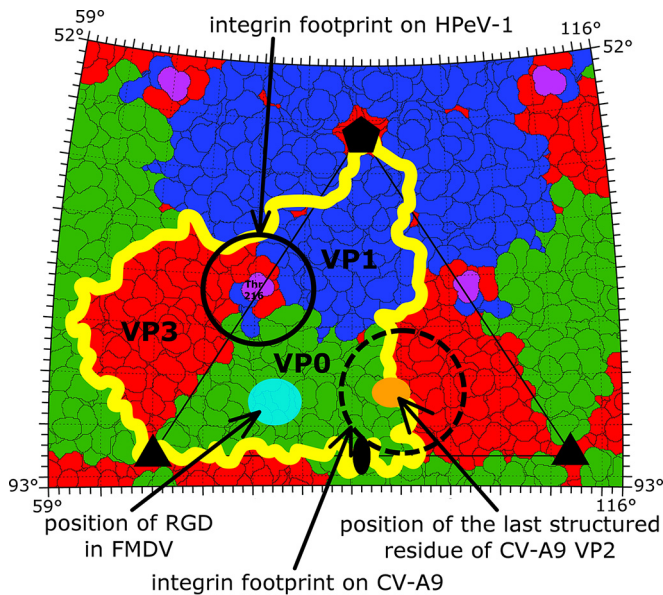 integrin footprint on HPeV-1
59°
116°
52°
52°
VP1
Thr
216
VP3
VP0
93°
93°
59°
116°
position of RGD
in FMDV
position of the last structured
residue of CV-A9 VP2
integrin footprint on CV-A9